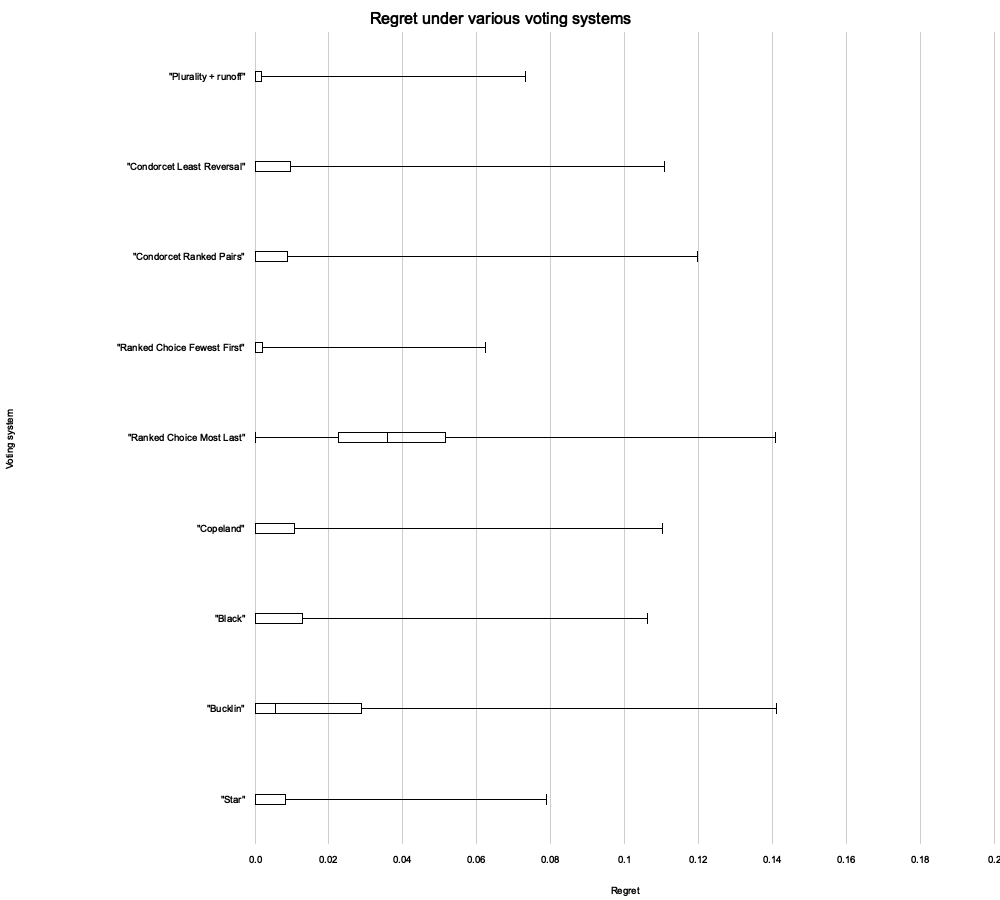 Regret under various voting systems
"Plurality + runoff"
"Condorcet Least Reversal"
"Condorcet Ranked Pairs"
"Ranked Choice Fewest First"
"Ranked Choice Most Last"
"Copeland"
"Black"
"Bucklin"
"Star"
Voting system
0.0 0.02 0.04 0.06 0.08 0.1 0.12 0.14 0.16 0.18 0.2
Regret